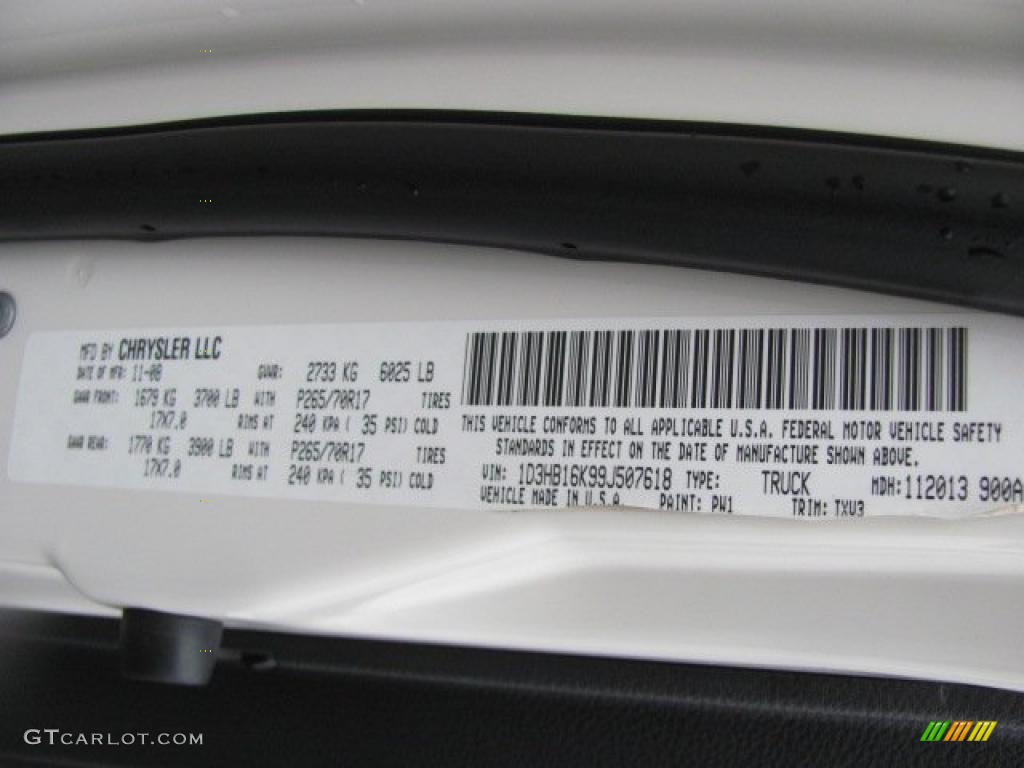 MFD BY CHRYSLER LLC
DATE OF MFR: 11-08 GVWR: 2733 KG 6025 LB
GAWR FRONT: 1679 KG 3700 LB WITH P265/70R17 TIRES
17X7.0 RIMS AT 240 KPA ( 35 PSI) COLD
GAWR REAR: 1770 KG 3900 LB WITH P265/70R17 TIRES
17X7.0 RIMS AT 240 KPA ( 35 PSI) COLD
THIS VEHICLE CONFORMS TO ALL APPLICABLE U.S.A. FEDERAL MOTOR VEHICLE SAFETY
STANDARDS IN EFFECT ON THE DATE OF MANUFACTURE SHOWN ABOVE.
VIN: 1D3HB16K99J507618 TYPE: TRUCK MDH: 112013 900A
VEHICLE MADE IN U.S.A PAINT: PW1 TRIM: TXV3
GTCARLOT.COM